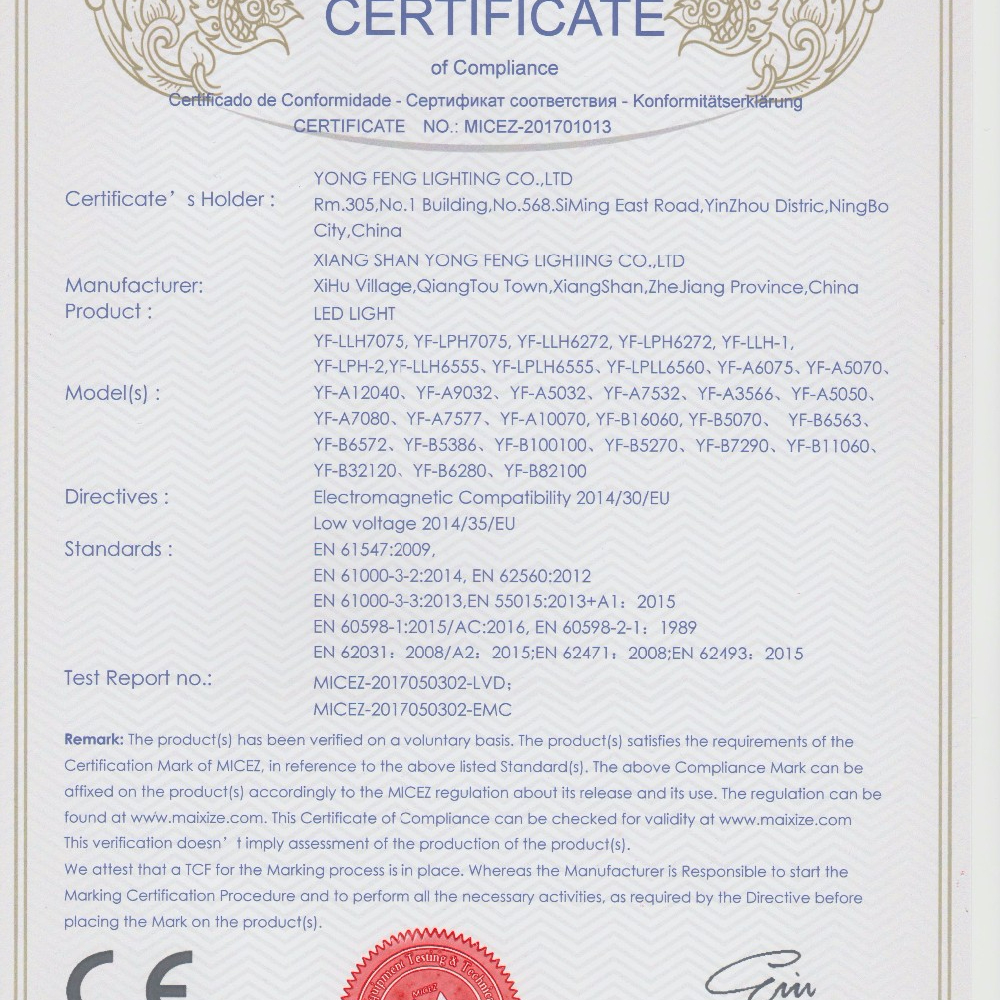 CERTIFICATE
of Compliance
Certificado de Conformidade - Сертификат соответствия - Konformitätserklärung
CERTIFICATE NO.: MICEZ-201701013
YONG FENG LIGHTING CO.,LTD
Certificate’s Holder :
Rm.305,No.1 Building,No.568.SiMing East Road,YinZhou Distric,NingBo
City,China
XIANG SHAN YONG FENG LIGHTING CO.,LTD
Manufacturer: XiHu Village,QiangTou Town,XiangShan,ZheJiang Province,China
Product : LED LIGHT
YF-LLH7075, YF-LPH7075, YF-LLH6272, YF-LPH6272, YF-LLH-1,
YF-LPH-2,YF-LLH6555、YF-LPLH6555、YF-LPLL6560、YF-A6075、YF-A5070、
Model(s) : YF-A12040、YF-A9032、YF-A5032、YF-A7532、YF-A3566、YF-A5050、
YF-A7080、YF-A7577、YF-A10070, YF-B16060, YF-B5070、 YF-B6563、
YF-B6572、YF-B5386、YF-B100100、YF-B5270、YF-B7290、YF-B11060、
YF-B32120、YF-B6280、YF-B82100
Directives : Electromagnetic Compatibility 2014/30/EU
Low voltage 2014/35/EU
Standards : EN 61547:2009,
EN 61000-3-2:2014, EN 62560:2012
EN 61000-3-3:2013,EN 55015:2013+A1：2015
EN 60598-1:2015/AC:2016, EN 60598-2-1：1989
EN 62031：2008/A2：2015;EN 62471：2008;EN 62493：2015
Test Report no.: MICEZ-2017050302-LVD;
MICEZ-2017050302-EMC
Remark: The product(s) has been verified on a voluntary basis. The product(s) satisfies the requirements of the
Certification Mark of MICEZ, in reference to the above listed Standard(s). The above Compliance Mark can be
affixed on the product(s) accordingly to the MICEZ regulation about its release and its use. The regulation can be
found at www.maixize.com. This Certificate of Compliance can be checked for validity at www.maixize.com
This verification doesn’t imply assessment of the production of the product(s).
We attest that a TCF for the Marking process is in place. Whereas the Manufacturer is Responsible to start the
Marking Certification Procedure and to perform all the necessary activities, as required by the Directive before
placing the Mark on the product(s).
CE
Testing &
MICEZ